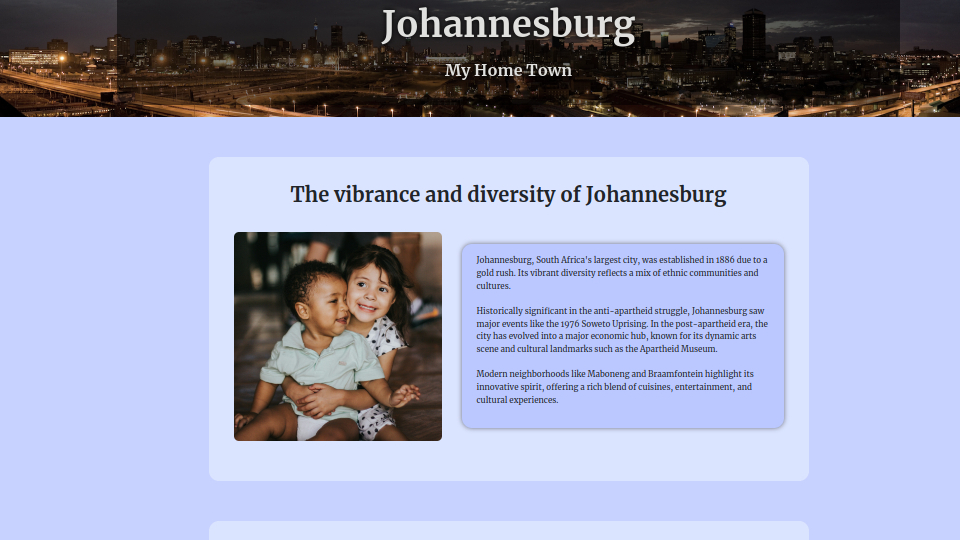 Johannesburg
My Home Town
The vibrance and diversity of Johannesburg
Johannesburg, South Africa's largest city, was established in 1886 due to a
gold rush. Its vibrant diversity reflects a mix of ethnic communities and
cultures.
Historically significant in the anti-apartheid struggle, Johannesburg saw
major events like the 1976 Soweto Uprising. In the post-apartheid era, the
city has evolved into a major economic hub, known for its dynamic arts
scene and cultural landmarks such as the Apartheid Museum.
Modern neighborhoods like Maboneng and Braamfontein highlight its
innovative spirit, offering a rich blend of cuisines, entertainment, and
cultural experiences.